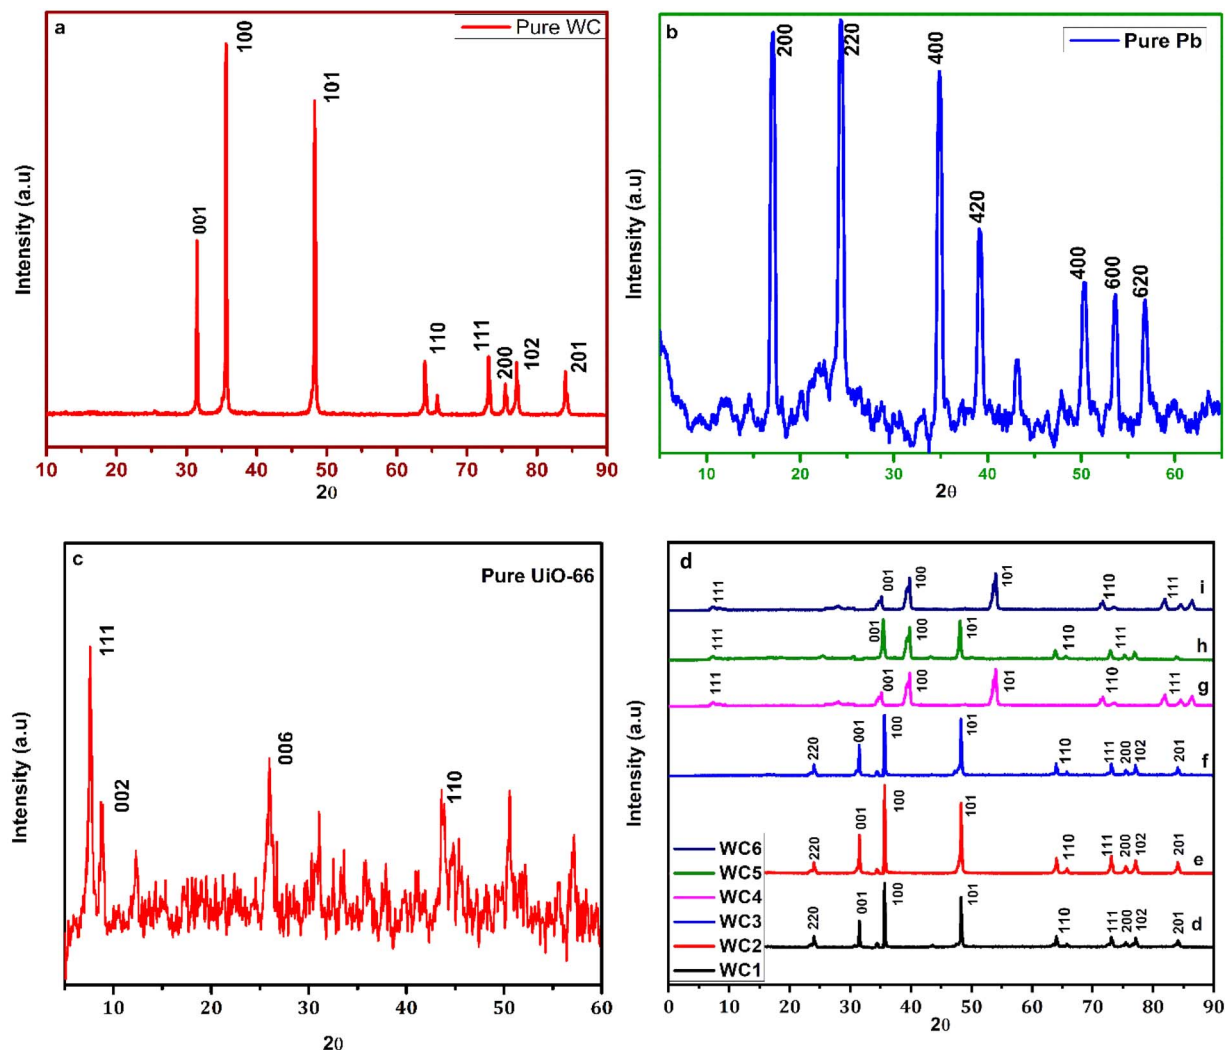 a
Pure WC
100
101
001
110
111
200
102
201
Intensity (a.u)
10 20 30 40 50 60 70 80 90
2θ
b
Pure Pb
200
220
400
420
400
600
620
Intensity (a.u)
10 20 30 40 50 60
2θ
c
Pure UiO-66
111
002
006
110
Intensity (a.u)
10 20 30 40 50 60
2θ
d
111 001 100 101 110 111 i
111 001 100 101 110 111 h
111 001 100 101 110 111 g
220 001 100 101 110 111 200 102 201 f
220 001 100 101 110 111 200 102 201 e
220 001 100 101 110 111 200 102 201 d
WC6
WC5
WC4
WC3
WC2
WC1
Intensity (a.u)
0 10 20 30 40 50 60 70 80 90
2θ